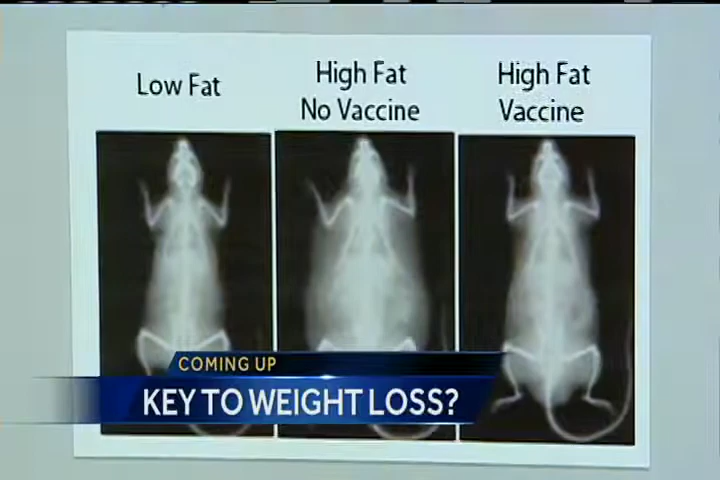 Low Fat
High Fat
No Vaccine
High Fat
Vaccine
COMING UP
KEY TO WEIGHT LOSS?